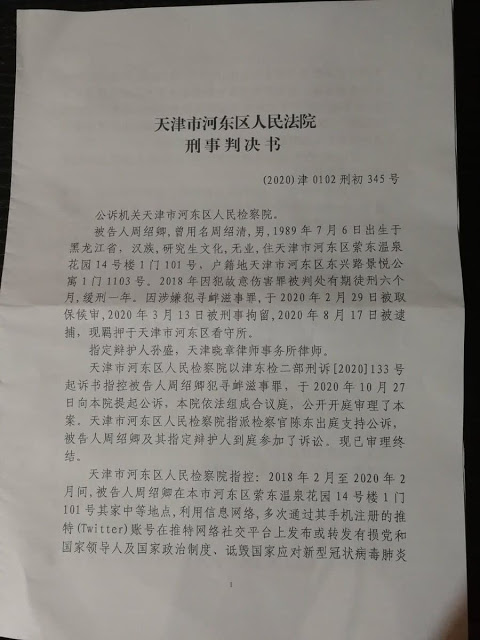 天津市河东区人民法院
刑事判决书
(2020)津 0102 刑初 345 号
公诉机关天津市河东区人民检察院。
被告人周绍卿,曾用名周绍清,男,1989 年 7 月 6 日出生于
黑龙江省,汉族,研究生文化,无业,住天津市河东区萦东温泉
花园 14 号楼 1 门 101 号,户籍地天津市河东区东兴路景悦公
寓 1 门 1103 号。2018 年因犯故意伤害罪被判处有期徒刑六个
月,缓刑一年。因涉嫌犯寻衅滋事罪,于 2020 年 2 月 29 日被取
保候审,2020 年 3 月 13 日被刑事拘留,2020 年 8 月 17 日被逮
捕,现羁押于天津市河东区看守所。
指定辩护人孙盛,天津晓章律师事务所律师。
天津市河东区人民检察院以津东检二部刑诉[2020]133 号
起诉书指控被告人周绍卿犯寻衅滋事罪,于 2020 年 10 月 27
日向本院提起公诉,本院依法组成合议庭,公开开庭审理了本
案。天津市河东区人民检察院指派检察官陈东出庭支持公诉,
被告人周绍卿及其指定辩护人到庭参加了诉讼。现已审理终
结。
天津市河东区人民检察院指控:2018 年 2 月至 2020 年 2
月间,被告人周绍卿在本市河东区萦东温泉花园 14 号楼 1 门
101 号其家中等地点,利用信息网络,多次通过其手机注册的推
特(Twitter)账号在推特网络社交平台上发布或转发有损党和
国家领导人及国家政治制度、诋毁国家应对新型冠状病毒肺炎
1